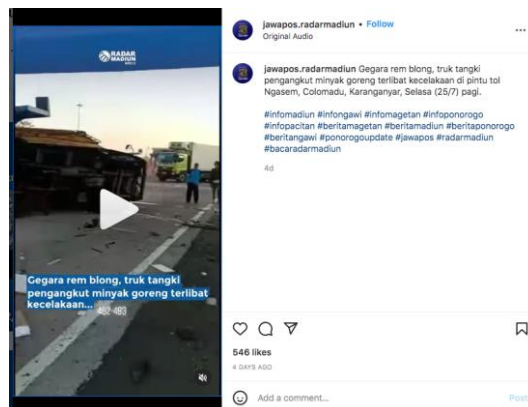 RADAR
MADIUN
Gegara rem blong, truk tangki
pengangkut minyak goreng terlibat
kecelakaan...
482-483
jawapos.radarmadiun • Follow
Original Audio
jawapos.radarmadiun Gegara rem blong, truk tangki
pengangkut minyak goreng terlibat kecelakaan di pintu tol
Ngasem, Colomadu, Karanganyar, Selasa (25/7) pagi.
#infomadiun #infongawi #infomagetan #infoponorogo
#infopacitan #beritamagetan #beritamadiun #beritaponorogo
#beritangawi #ponorogoupdate #jawapos #radarmadiun
#bacaradarmadiun
4d
546 likes
4 DAYS AGO
Add a comment...
Post